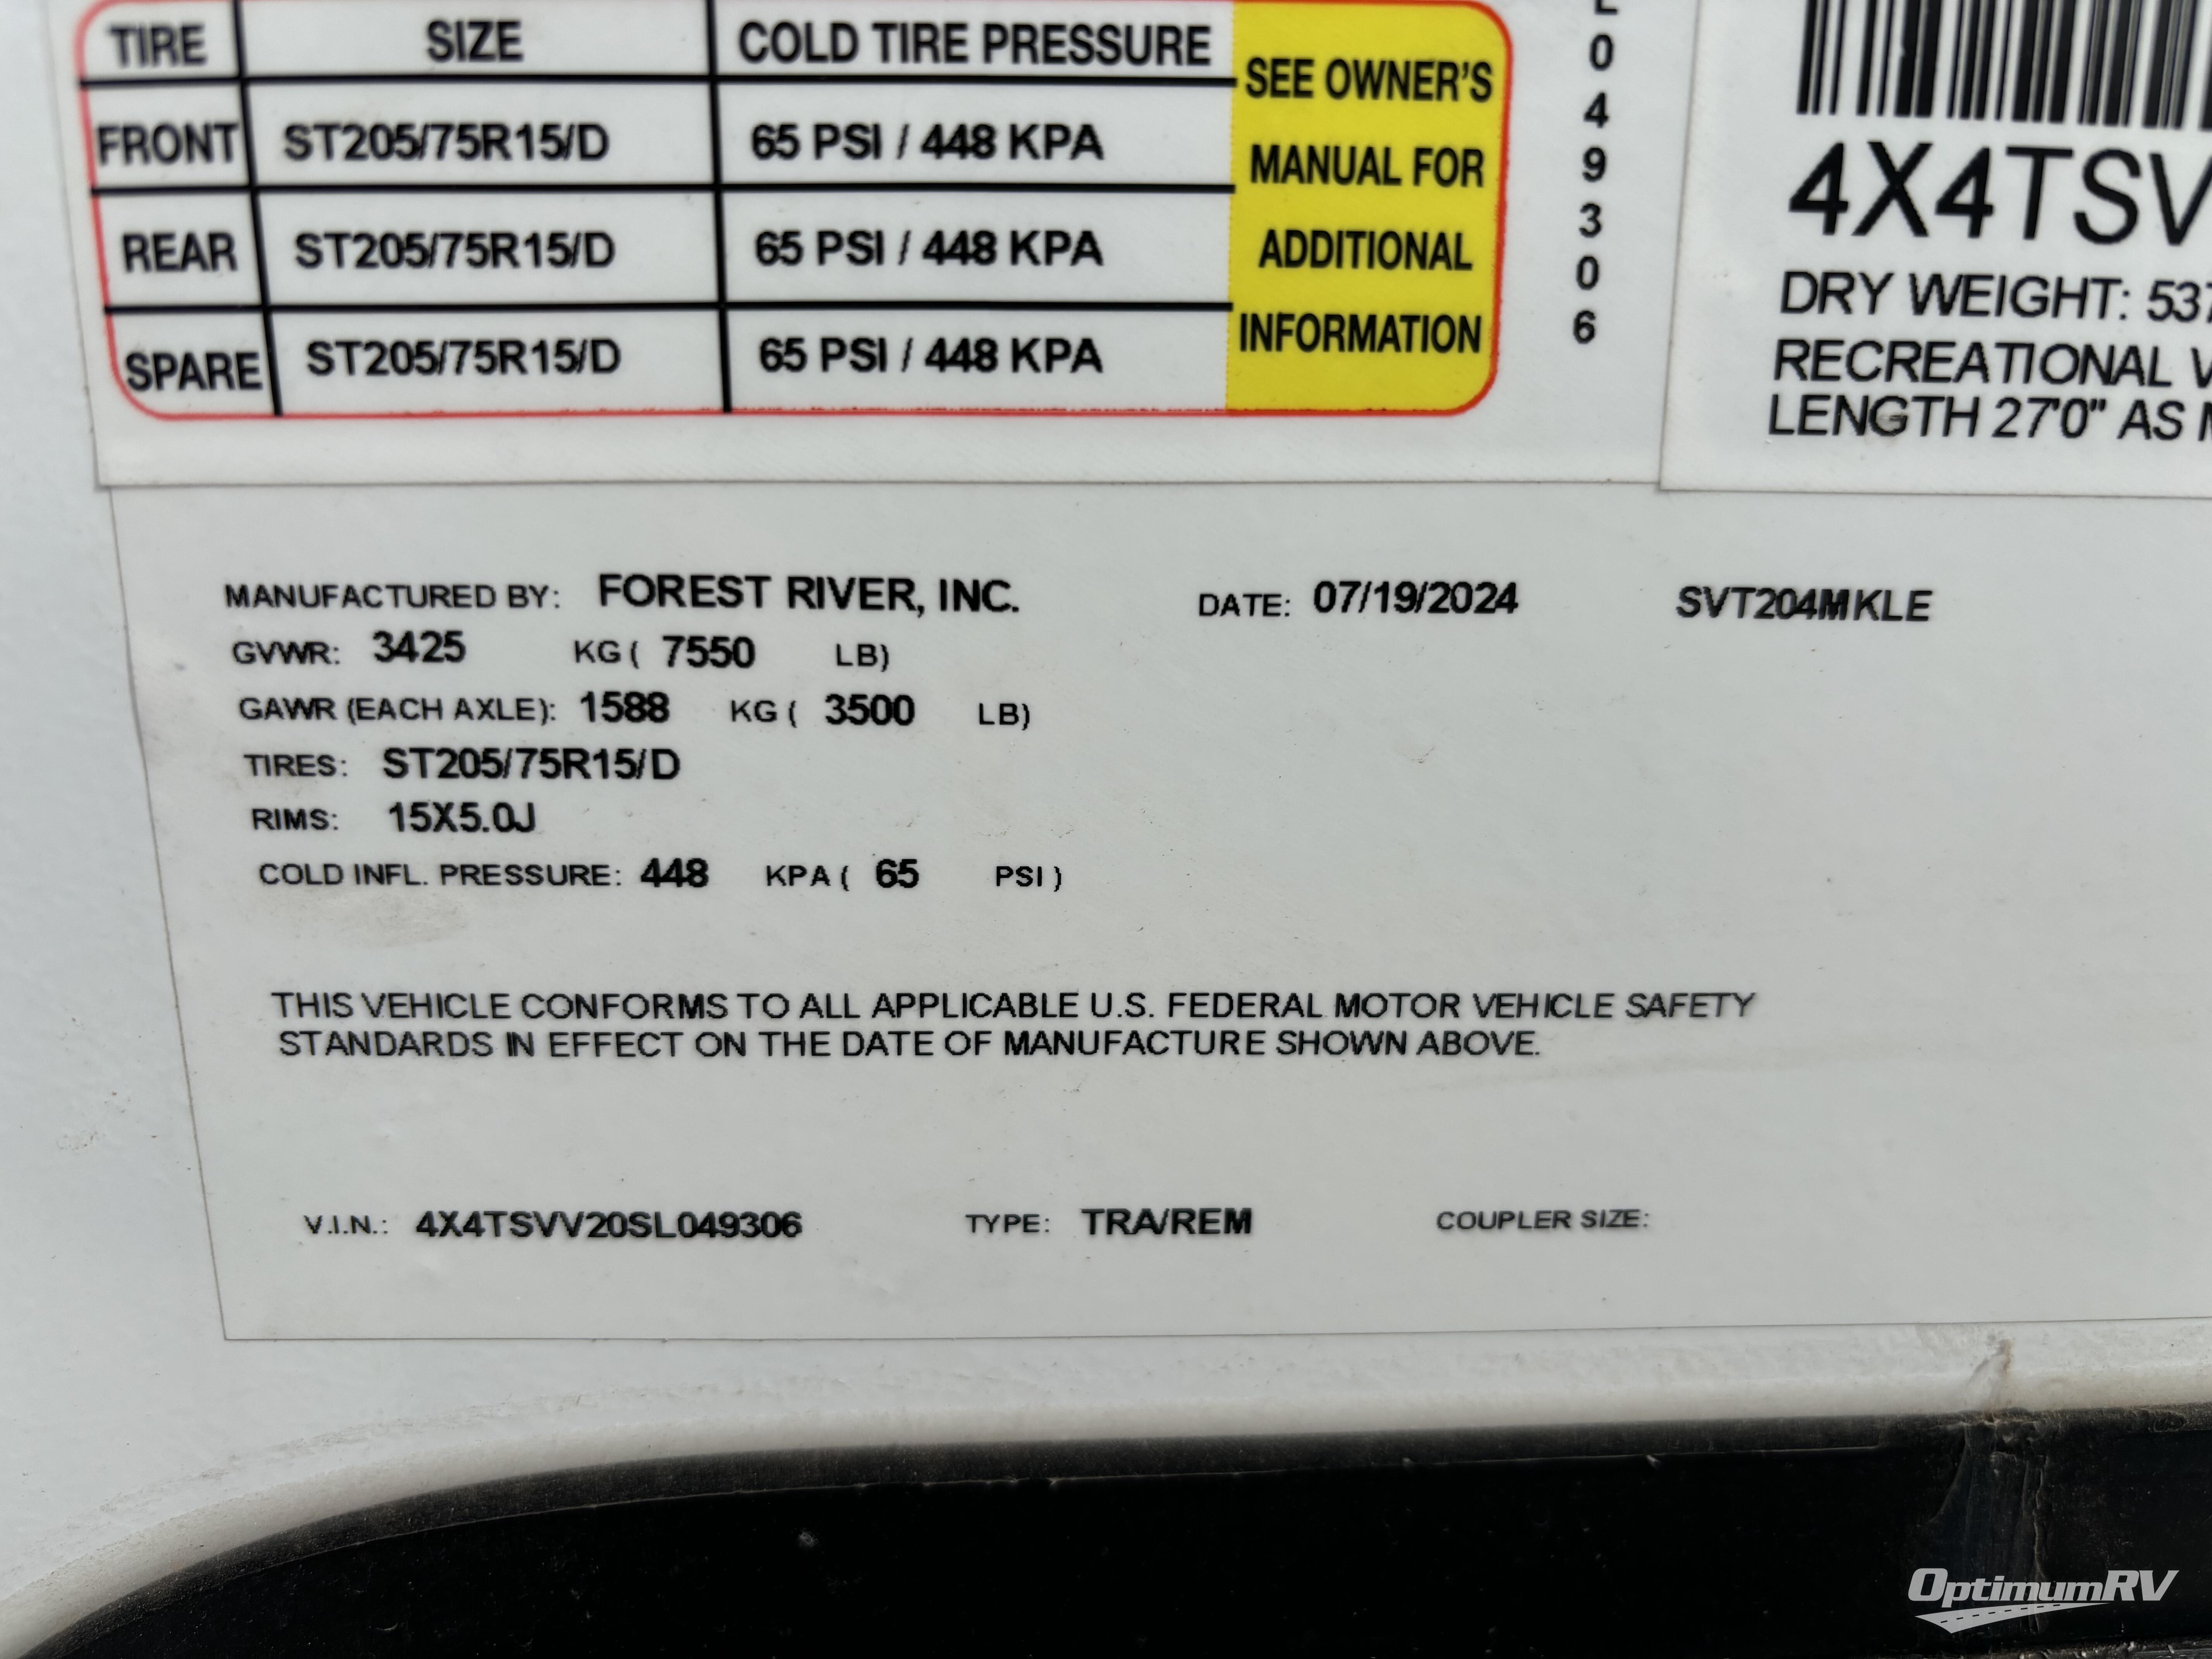 TIRE SIZE COLD TIRE PRESSURE
FRONT ST205/75R15/D 65 PSI / 448 KPA
REAR ST205/75R15/D 65 PSI / 448 KPA
SPARE ST205/75R15/D 65 PSI / 448 KPA
SEE OWNER'S
MANUAL FOR
ADDITIONAL
INFORMATION
L
0
4
9
3
0
6
4X4TSV
DRY WEIGHT: 537
RECREATIONAL V
LENGTH 27'0" AS M
MANUFACTURED BY: FOREST RIVER, INC. DATE: 07/19/2024 SVT204MKLE
GVWR: 3425 KG ( 7550 LB)
GAWR (EACH AXLE): 1588 KG ( 3500 LB)
TIRES: ST205/75R15/D
RIMS: 15X5.0J
COLD INFL. PRESSURE: 448 KPA ( 65 PSI )
THIS VEHICLE CONFORMS TO ALL APPLICABLE U.S. FEDERAL MOTOR VEHICLE SAFETY
STANDARDS IN EFFECT ON THE DATE OF MANUFACTURE SHOWN ABOVE.
V.I.N.: 4X4TSVV20SL049306 TYPE: TRA/REM COUPLER SIZE:
OptimumRV